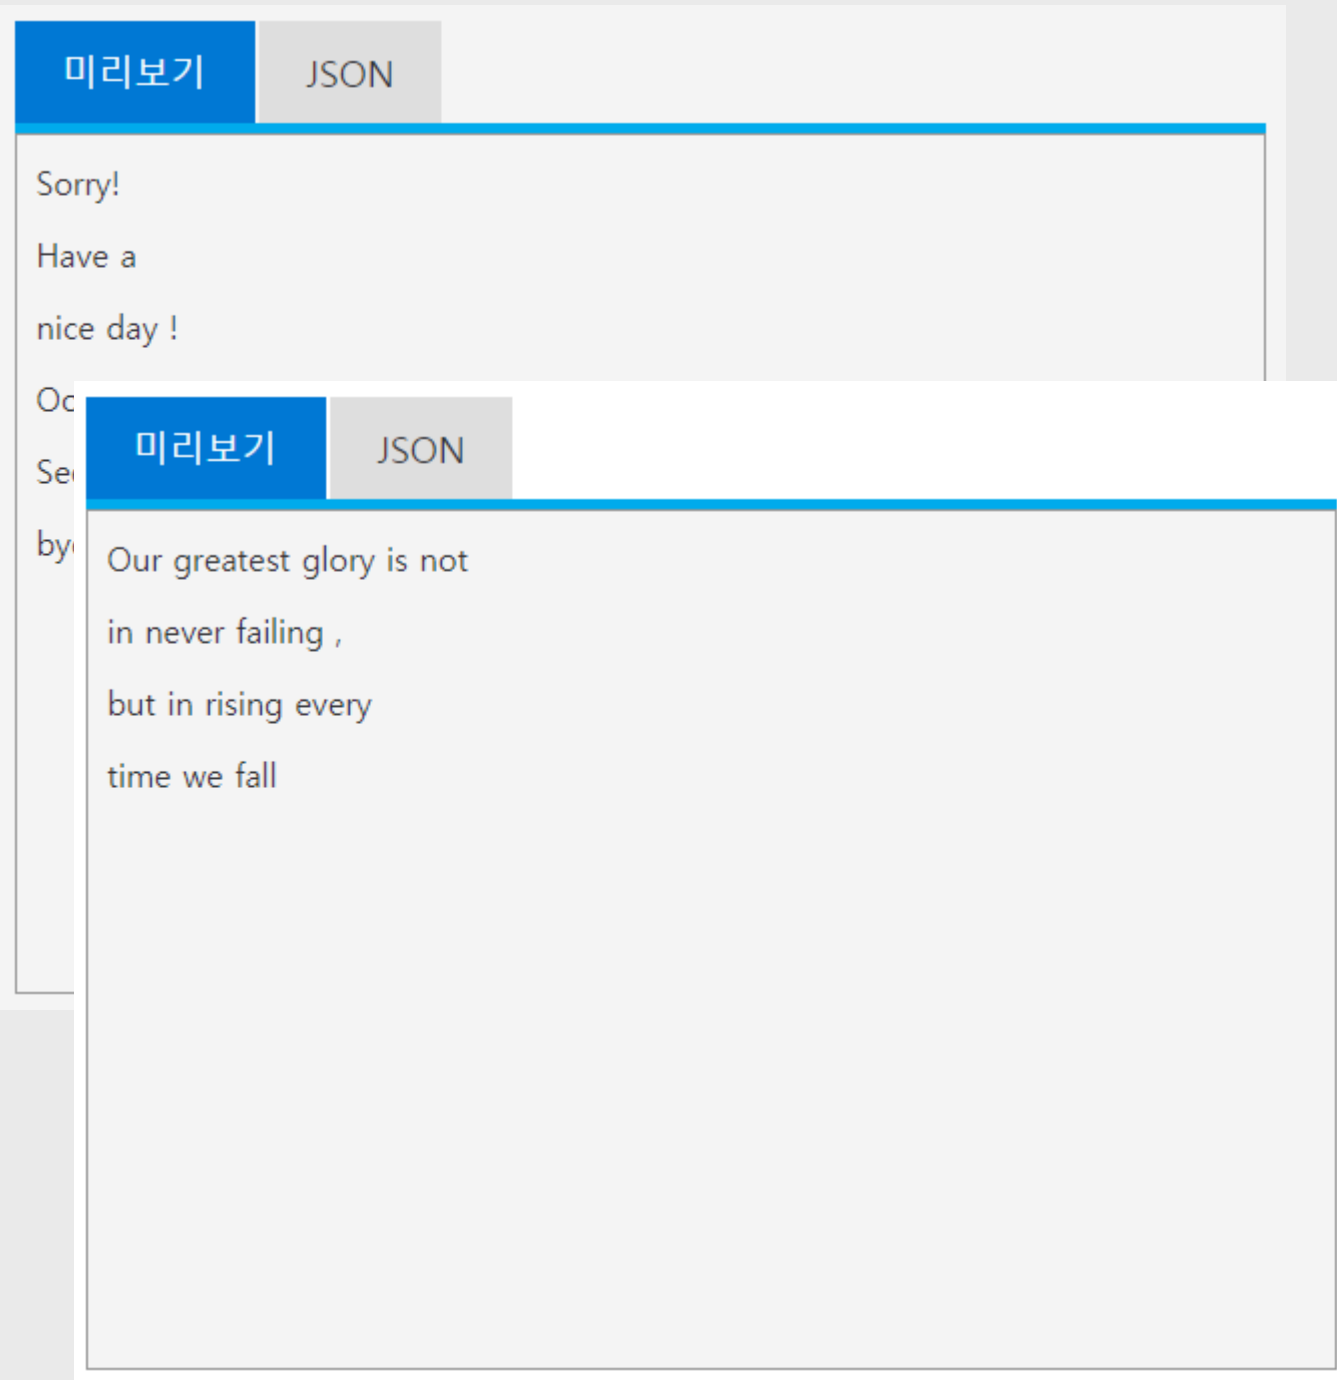 미리보기 JSON
Sorry!
Have a
nice day !
미리보기 JSON
Our greatest glory is not
in never failing ,
but in rising every
time we fall